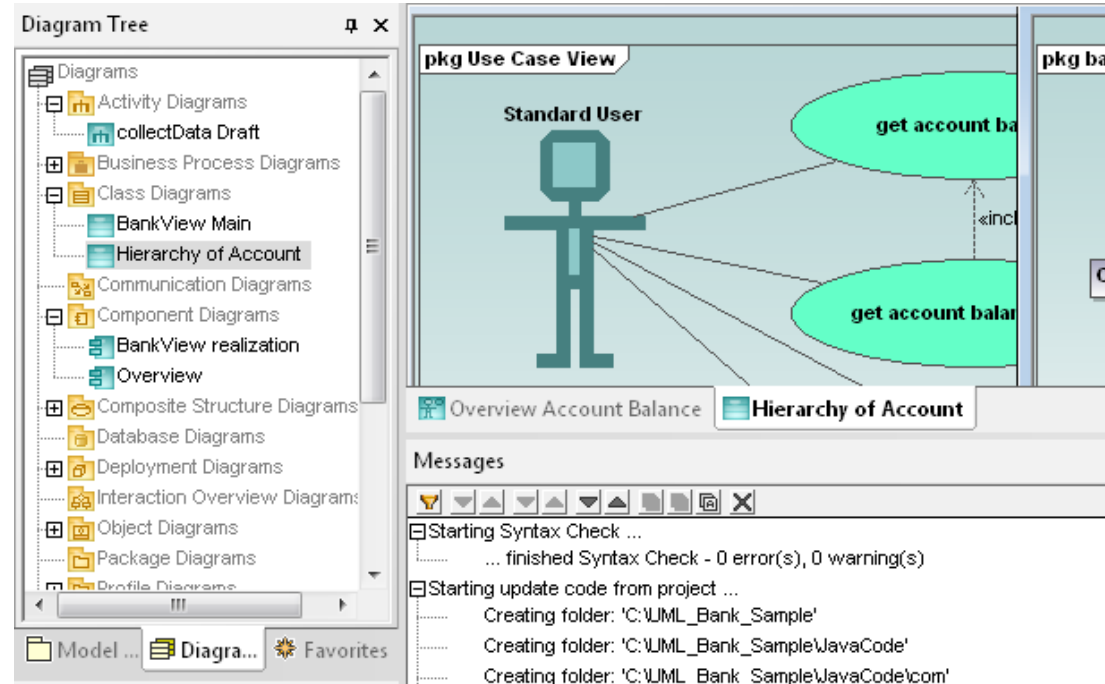 Diagram Tree
Diagrams
Activity Diagrams
collectData Draft
Business Process Diagrams
Class Diagrams
BankView Main
Hierarchy of Account
Communication Diagrams
Component Diagrams
BankView realization
Overview
Composite Structure Diagrams
Database Diagrams
Deployment Diagrams
Interaction Overview Diagrams
Object Diagrams
Package Diagrams
Profile Diagrams
Model ...
Diagra...
Favorites
pkg Use Case View
Standard User
get account ba
«incl
get account balan
pkg ba
Overview Account Balance
Hierarchy of Account
Messages
Starting Syntax Check ...
... finished Syntax Check - 0 error(s), 0 warning(s)
Starting update code from project ...
Creating folder: 'C:\UML_Bank_Sample'
Creating folder: 'C:\UML_Bank_Sample\JavaCode'
Creating folder: 'C:\UML_Bank_Sample\JavaCode\com'